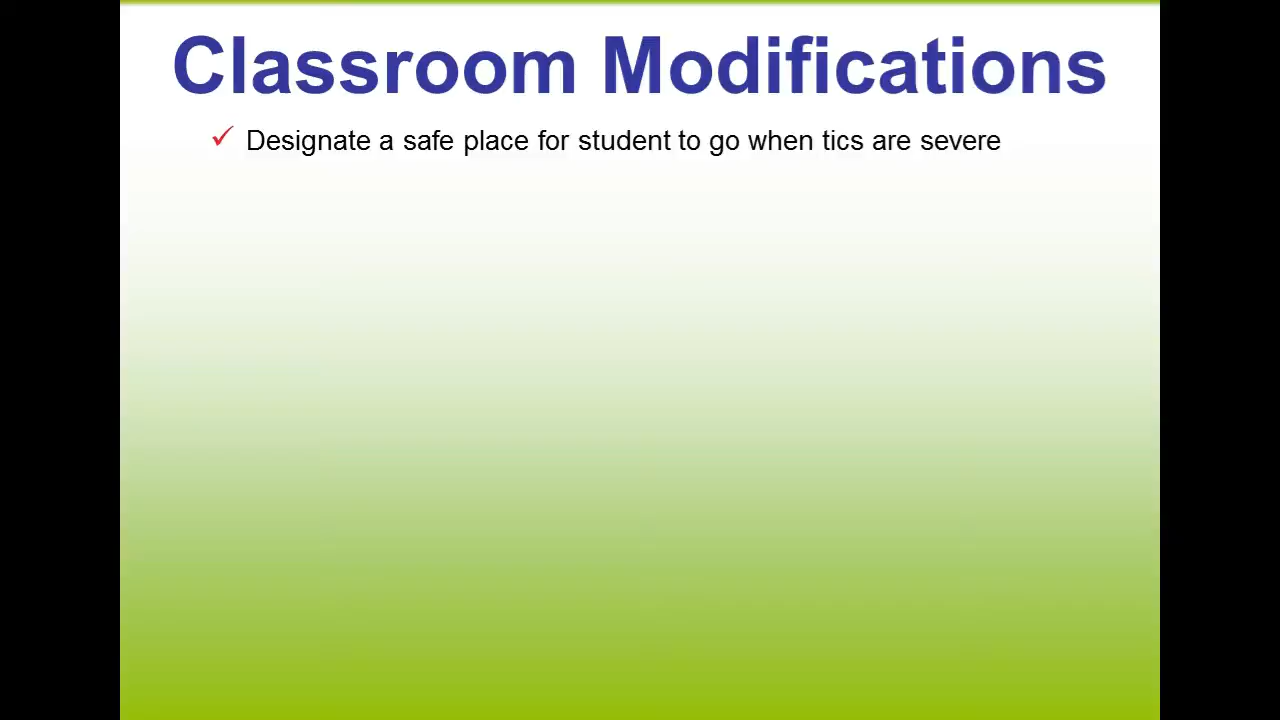 Classroom Modifications
Designate a safe place for student to go when tics are severe